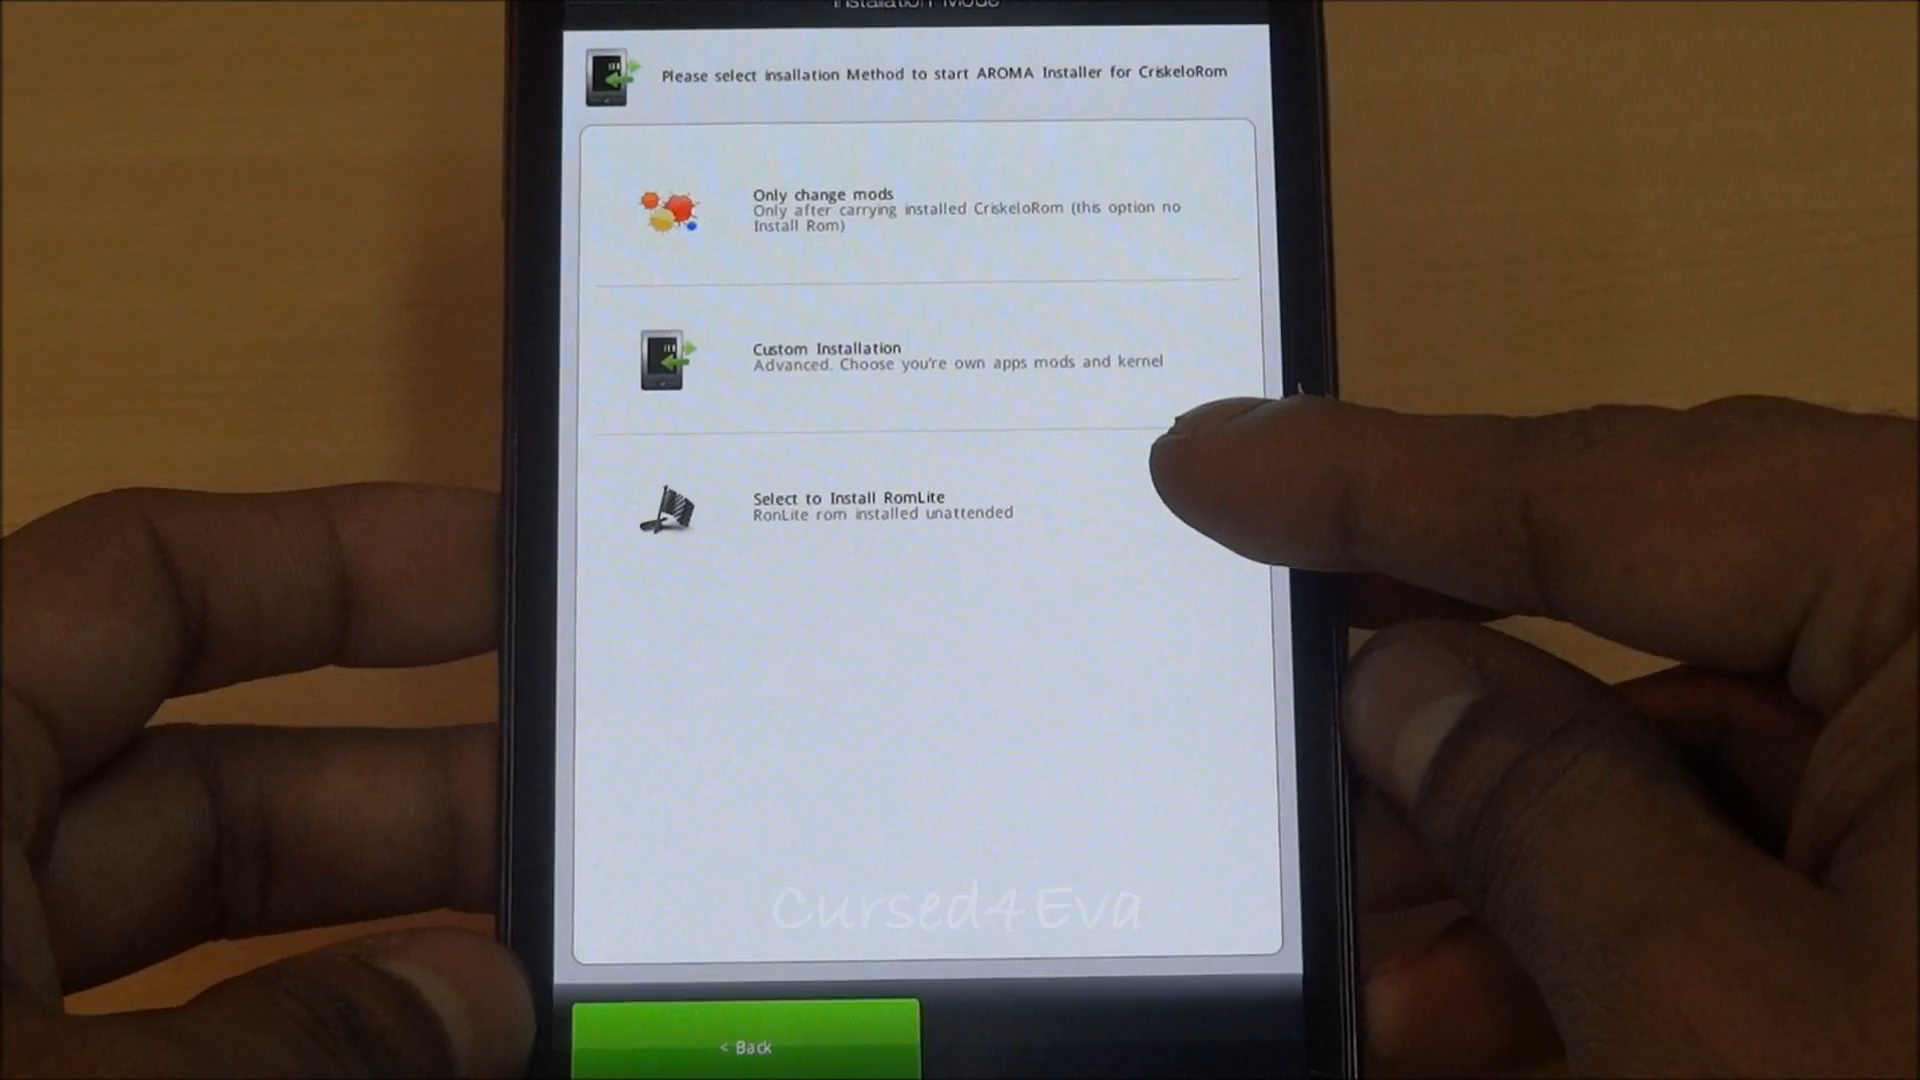 Installation Mode
Please select insallation Method to start AROMA Installer for CriskeloRom
Only change mods
Only after carrying installed CriskeloRom (this option no
Install Rom)
Custom Installation
Advanced. Choose you're own apps mods and kernel
Select to Install RomLite
RonLite rom installed unattended
Cursed4Eva
< Back